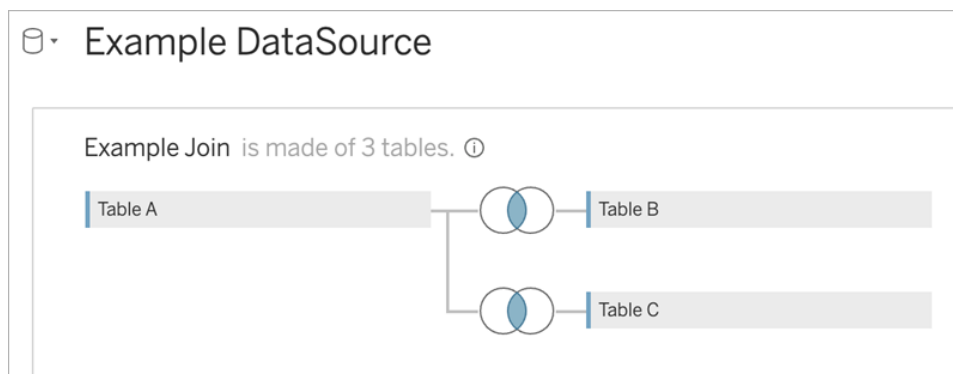 Example DataSource
Example Join is made of 3 tables.
Table A
Table B
Table C